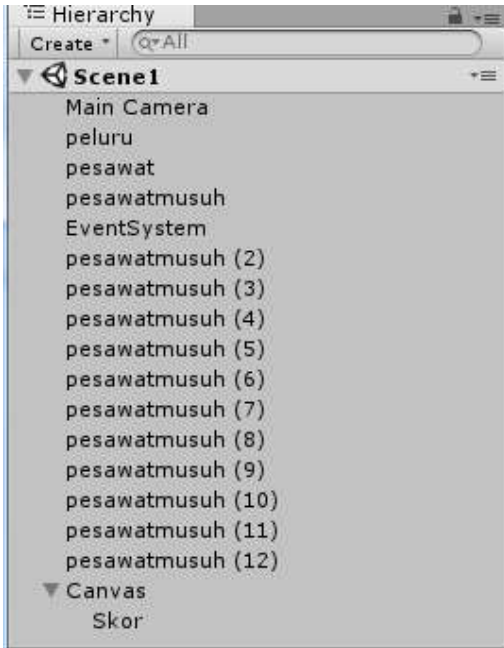 Hierarchy
Create All
Scene1
Main Camera
peluru
pesawat
pesawatmusuh
EventSystem
pesawatmusuh (2)
pesawatmusuh (3)
pesawatmusuh (4)
pesawatmusuh (5)
pesawatmusuh (6)
pesawatmusuh (7)
pesawatmusuh (8)
pesawatmusuh (9)
pesawatmusuh (10)
pesawatmusuh (11)
pesawatmusuh (12)
Canvas
Skor